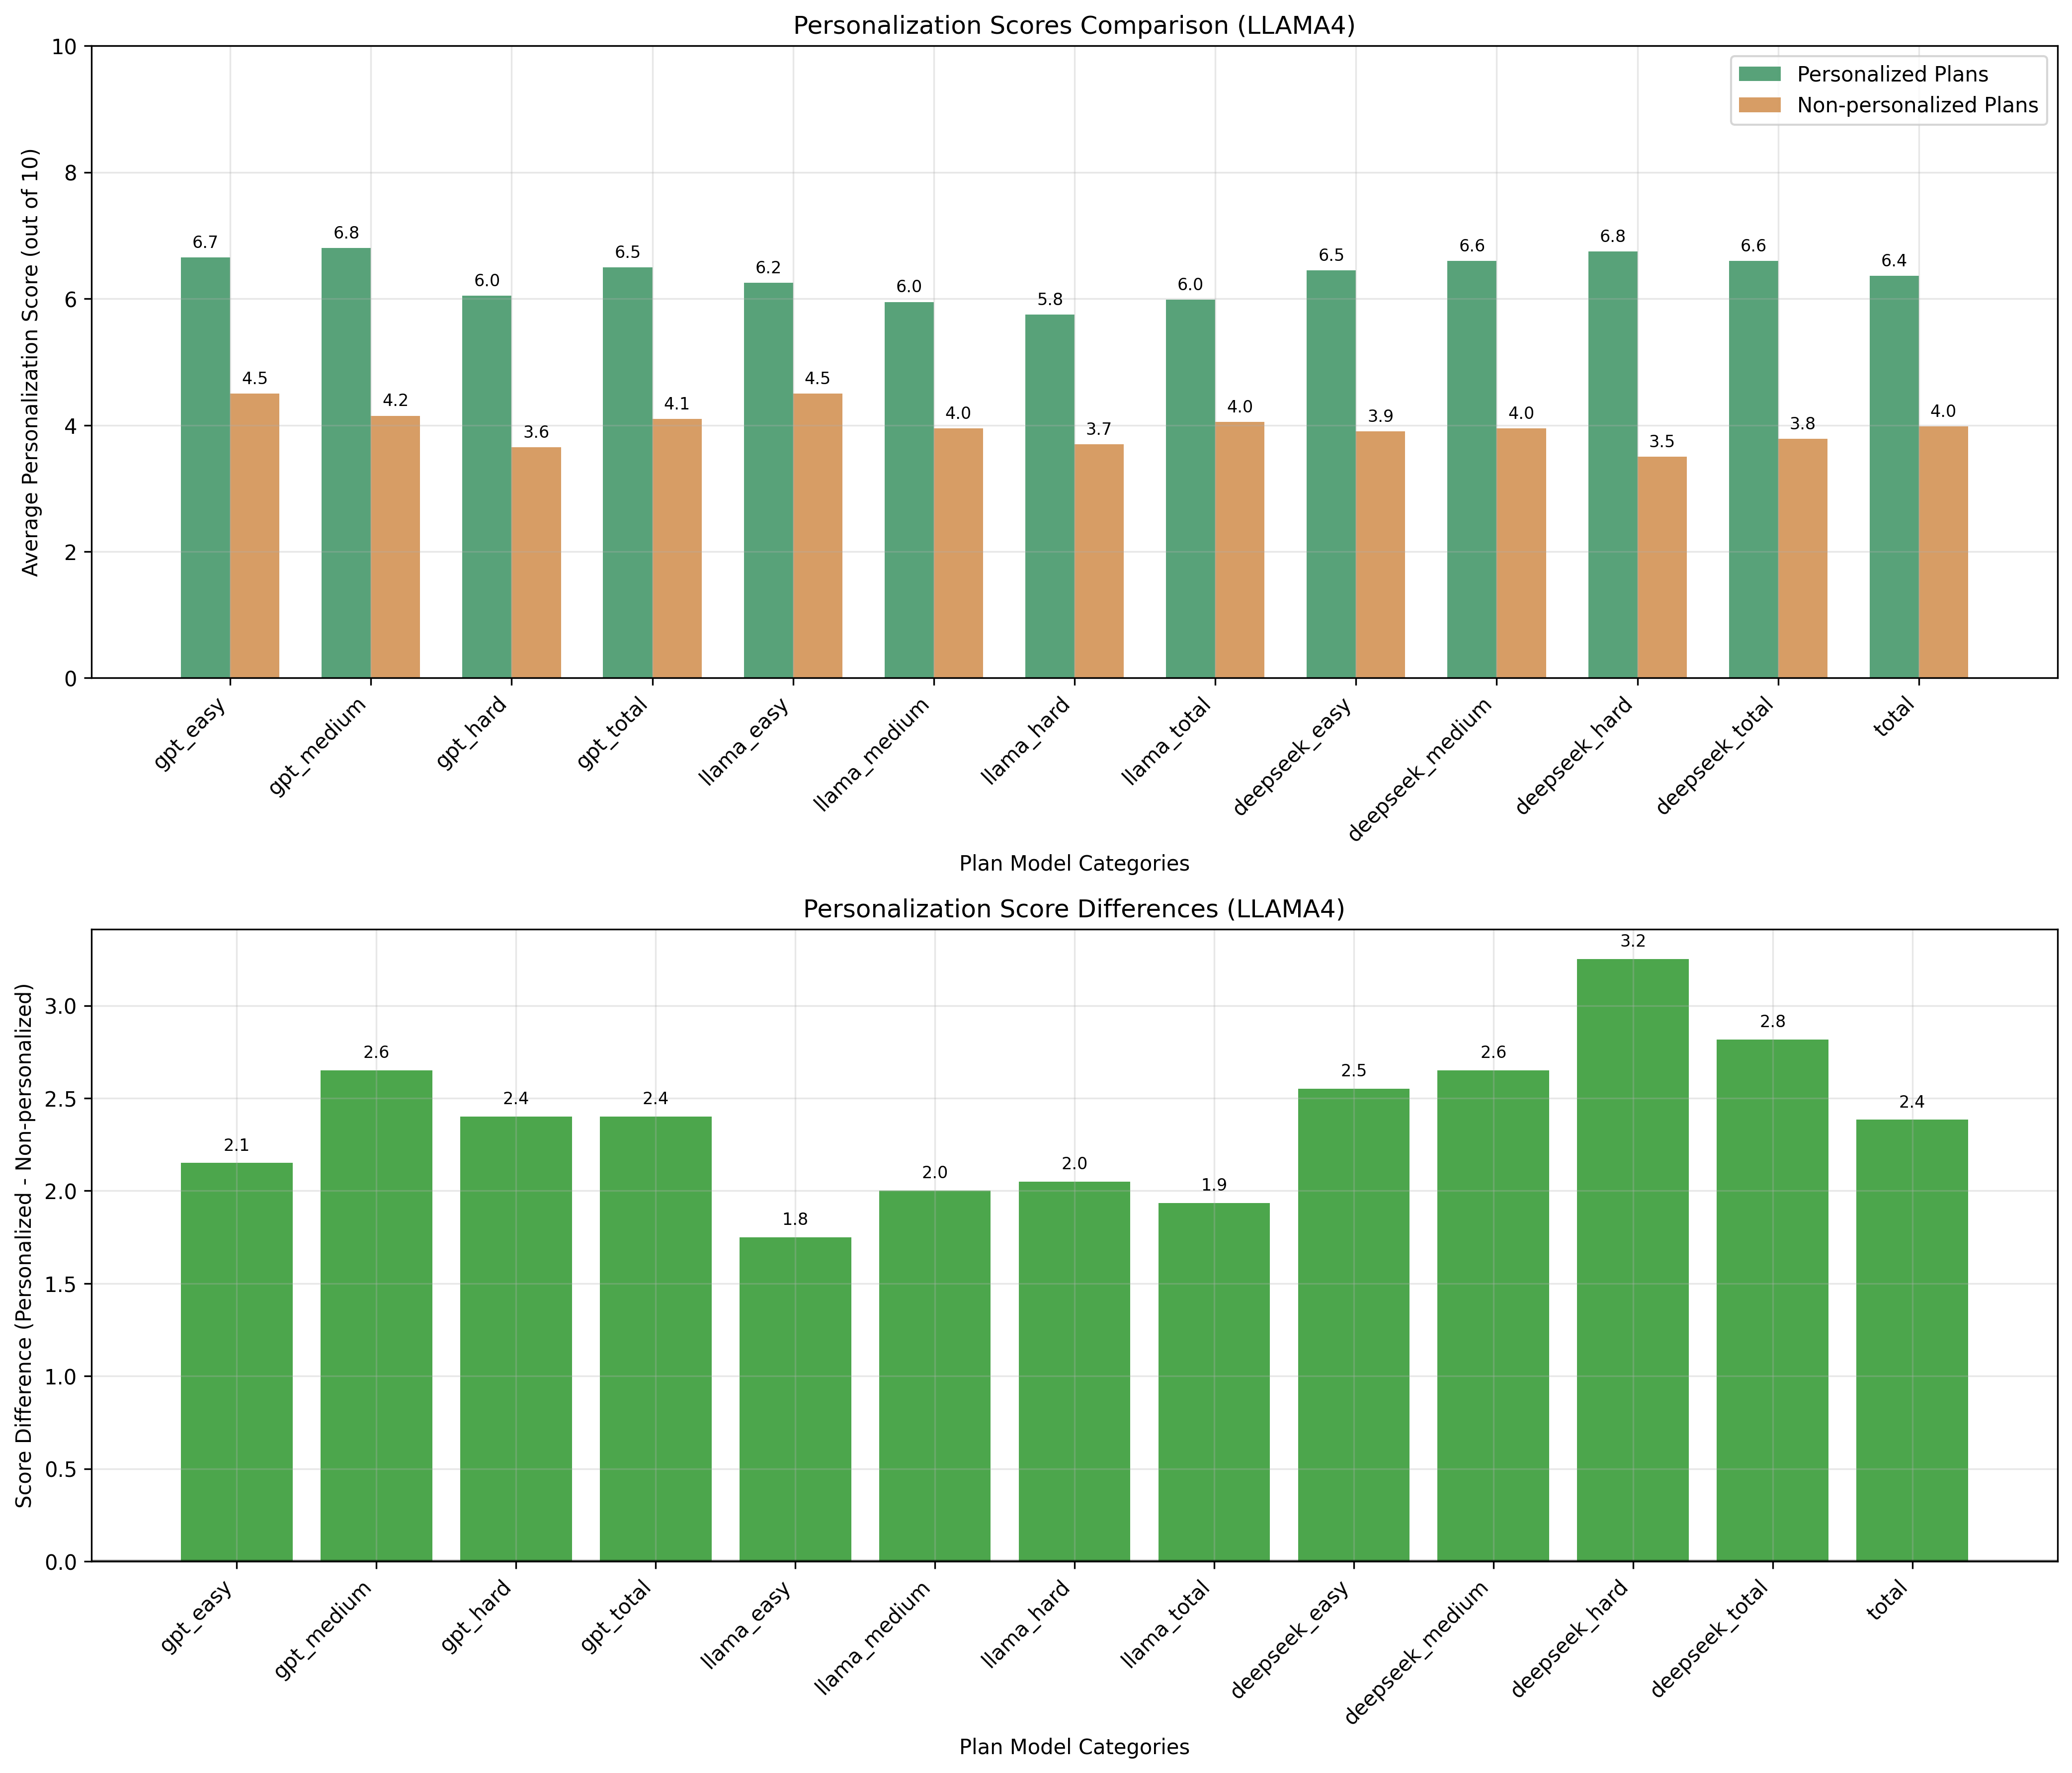 Personalization Scores Comparison (LLAMA4)
Average Personalization Score (out of 10)
10
8
6
4
2
0
Personalized Plans
Non-personalized Plans
6.7
4.5
6.8
4.2
6.0
3.6
6.5
4.1
6.2
4.5
6.0
4.0
5.8
3.7
6.0
4.0
6.5
3.9
6.6
4.0
6.8
3.5
6.6
3.8
6.4
4.0
gpt_easy
gpt_medium
gpt_hard
gpt_total
llama_easy
llama_medium
llama_hard
llama_total
deepseek_easy
deepseek_medium
deepseek_hard
deepseek_total
total
Plan Model Categories
Personalization Score Differences (LLAMA4)
Score Difference (Personalized - Non-personalized)
3.0
2.5
2.0
1.5
1.0
0.5
0.0
2.1
2.6
2.4
2.4
1.8
2.0
2.0
1.9
2.5
2.6
3.2
2.8
2.4
gpt_easy
gpt_medium
gpt_hard
gpt_total
llama_easy
llama_medium
llama_hard
llama_total
deepseek_easy
deepseek_medium
deepseek_hard
deepseek_total
total
Plan Model Categories